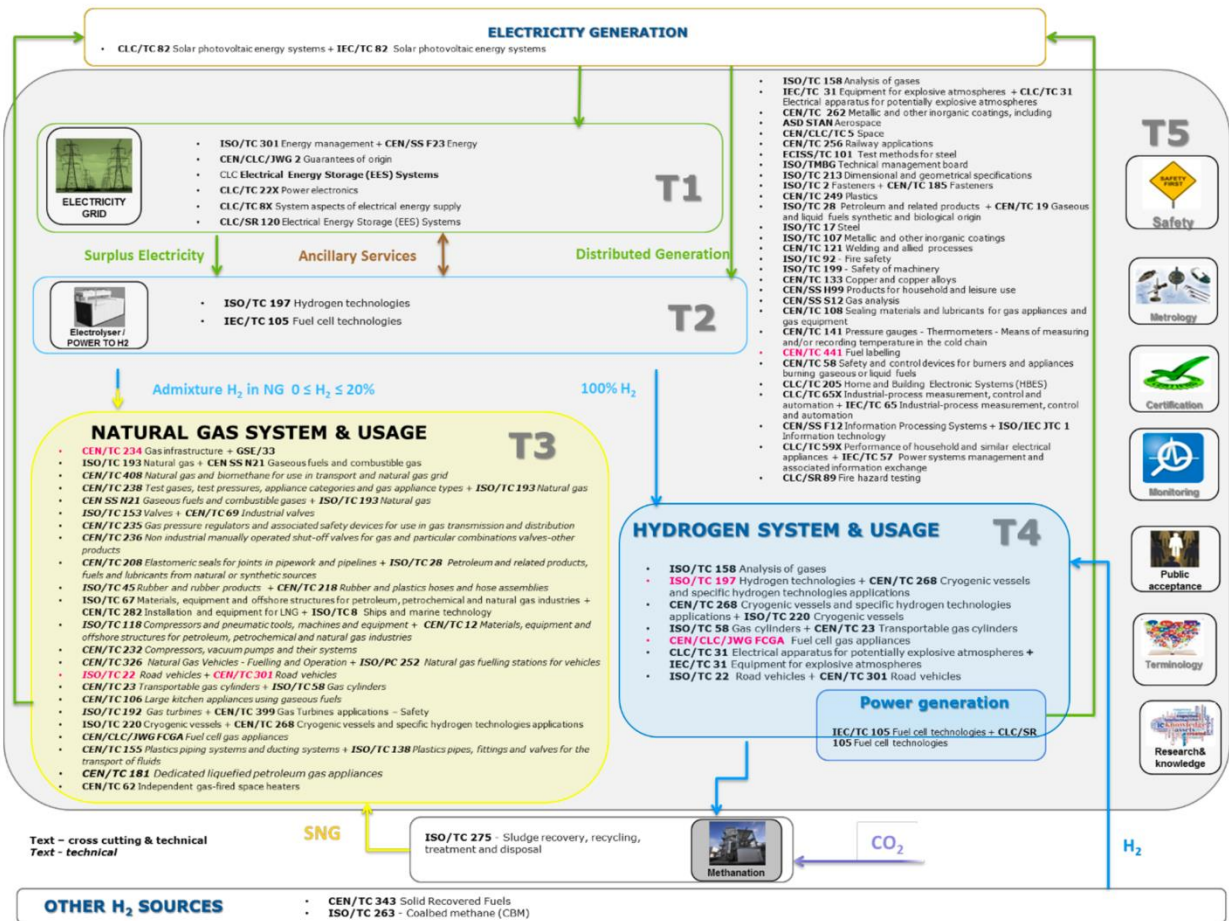 ELECTRICITY GENERATION
• CLC/TC 82 Solar photovoltaic energy systems + IEC/TC 82 Solar photovoltaic energy systems
ELECTRICITY
GRID
• ISO/TC 301 Energy management + CEN/SS F23 Energy
• CEN/CLC/JWG 2 Guarantees of origin
• CLC Electrical Energy Storage (EES) Systems
• CLC/TC 22X Power electronics
• CLC/TC 8X System aspects of electrical energy supply
• CLC/SR 120 Electrical Energy Storage (EES) Systems
T1
Surplus Electricity
Ancillary Services
Distributed Generation
Electrolyser /
POWER TO H2
• ISO/TC 197 Hydrogen technologies
• IEC/TC 105 Fuel cell technologies
T2
Admixture H₂ in NG 0 ≤ H₂ ≤ 20%
100% H₂
NATURAL GAS SYSTEM & USAGE
T3
• CEN/TC 234 Gas infrastructure + GSE/33
• ISO/TC 193 Natural gas + CEN SS N21 Gaseous fuels and combustible gas
• CEN/TC 408 Natural gas and biomethane for use in transport and natural gas grid
• CEN/TC 238 Test gases, test pressures, appliance categories and gas appliance types + ISO/TC 193 Natural gas
• CEN SS N21 Gaseous fuels and combustible gases + ISO/TC 193 Natural gas
• ISO/TC 153 Valves + CEN/TC 69 Industrial valves
• CEN/TC 235 Gas pressure regulators and associated safety devices for use in gas transmission and distribution
• CEN/TC 236 Non industrial manually operated shut-off valves for gas and particular combinations valves-other
products
• CEN/TC 208 Elastomeric seals for joints in pipework and pipelines + ISO/TC 28 Petroleum and related products,
fuels and lubricants from natural or synthetic sources
• ISO/TC 45 Rubber and rubber products + CEN/TC 218 Rubber and plastics hoses and hose assemblies
• ISO/TC 67 Materials, equipment and offshore structures for petroleum, petrochemical and natural gas industries +
• CEN/TC 282 Installation and equipment for LNG + ISO/TC 8 Ships and marine technology
• ISO/TC 118 Compressors and pneumatic tools, machines and equipment + CEN/TC 12 Materials, equipment and
offshore structures for petroleum, petrochemical and natural gas industries
• CEN/TC 232 Compressors, vacuum pumps and their systems
• CEN/TC 326 Natural Gas Vehicles - Fuelling and Operation + ISO/PC 252 Natural gas fuelling stations for vehicles
• ISO/TC 22 Road vehicles + CEN/TC 301 Road vehicles
• CEN/TC 23 Transportable gas cylinders + ISO/TC 58 Gas cylinders
• CEN/TC 106 Large kitchen appliances using gaseous fuels
• ISO/TC 192 Gas turbines + CEN/TC 399 Gas Turbines applications – Safety
• ISO/TC 220 Cryogenic vessels + CEN/TC 268 Cryogenic vessels and specific hydrogen technologies applications
• CEN/CLC/JWG FCGA Fuel cell gas appliances
• CEN/TC 155 Plastics piping systems and ducting systems + ISO/TC 138 Plastics pipes, fittings and valves for the
transport of fluids
• CEN/TC 181 Dedicated liquefied petroleum gas appliances
• CEN/TC 62 Independent gas-fired space heaters
• ISO/TC 158 Analysis of gases
• IEC/TC 31 Equipment for explosive atmospheres + CLC/TC 31
Electrical apparatus for potentially explosive atmospheres
• CEN/TC 262 Metallic and other inorganic coatings, including
• ASD STAN Aerospace
• CEN/CLC/TC 5 Space
• CEN/TC 256 Railway applications
• ECISS/TC 101 Test methods for steel
• ISO/TMBG Technical management board
• ISO/TC 213 Dimensional and geometrical specifications
• ISO/TC 2 Fasteners + CEN/TC 185 Fasteners
• CEN/TC 249 Plastics
• ISO/TC 28 Petroleum and related products + CEN/TC 19 Gaseous
and liquid fuels synthetic and biological origin
• ISO/TC 17 Steel
• ISO/TC 107 Metallic and other inorganic coatings
• CEN/TC 121 Welding and allied processes
• ISO/TC 92 - Fire safety
• ISO/TC 199 - Safety of machinery
• CEN/TC 133 Copper and copper alloys
• CEN/SS H99 Products for household and leisure use
• CEN/SS S12 Gas analysis
• CEN/TC 108 Sealing materials and lubricants for gas appliances and
gas equipment
• CEN/TC 141 Pressure gauges - Thermometers - Means of measuring
and/or recording temperature in the cold chain
• CEN/TC 441 Fuel labelling
• CEN/TC 58 Safety and control devices for burners and appliances
burning gaseous or liquid fuels
• CLC/TC 205 Home and Building Electronic Systems (HBES)
• CLC/TC 65X Industrial-process measurement, control and
automation + IEC/TC 65 Industrial-process measurement, control
and automation
• CEN/SS F12 Information Processing Systems + ISO/IEC JTC 1
Information technology
• CLC/TC 59X Performance of household and similar electrical
appliances + IEC/TC 57 Power systems management and
associated information exchange
• CLC/SR 89 Fire hazard testing
T5
SAFETY
FIRST
Safety
Metrology
Certification
Monitoring
Public
acceptance
Terminology
Knowledge
Research&
knowledge
HYDROGEN SYSTEM & USAGE
T4
• ISO/TC 158 Analysis of gases
• ISO/TC 197 Hydrogen technologies + CEN/TC 268 Cryogenic vessels
and specific hydrogen technologies applications
• CEN/TC 268 Cryogenic vessels and specific hydrogen technologies
applications + ISO/TC 220 Cryogenic vessels
• ISO/TC 58 Gas cylinders + CEN/TC 23 Transportable gas cylinders
• CEN/CLC/JWG FCGA Fuel cell gas appliances
• CLC/TC 31 Electrical apparatus for potentially explosive atmospheres +
IEC/TC 31 Equipment for explosive atmospheres
• ISO/TC 22 Road vehicles + CEN/TC 301 Road vehicles
Power generation
IEC/TC 105 Fuel cell technologies + CLC/SR
105 Fuel cell technologies
Text – cross cutting & technical
Text - technical
SNG
ISO/TC 275 - Sludge recovery, recycling,
treatment and disposal
Methanation
CO₂
H₂
OTHER H₂ SOURCES
• CEN/TC 343 Solid Recovered Fuels
• ISO/TC 263 - Coalbed methane (CBM)